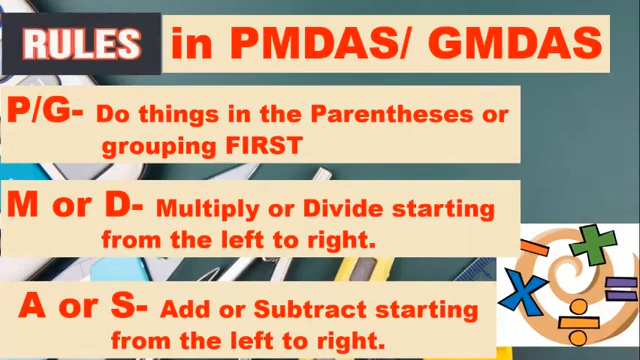 RULES in PMDAS/ GMDAS
P/G- Do things in the Parentheses or
grouping FIRST
M or D- Multiply or Divide starting
from the left to right.
A or S- Add or Subtract starting
from the left to right.